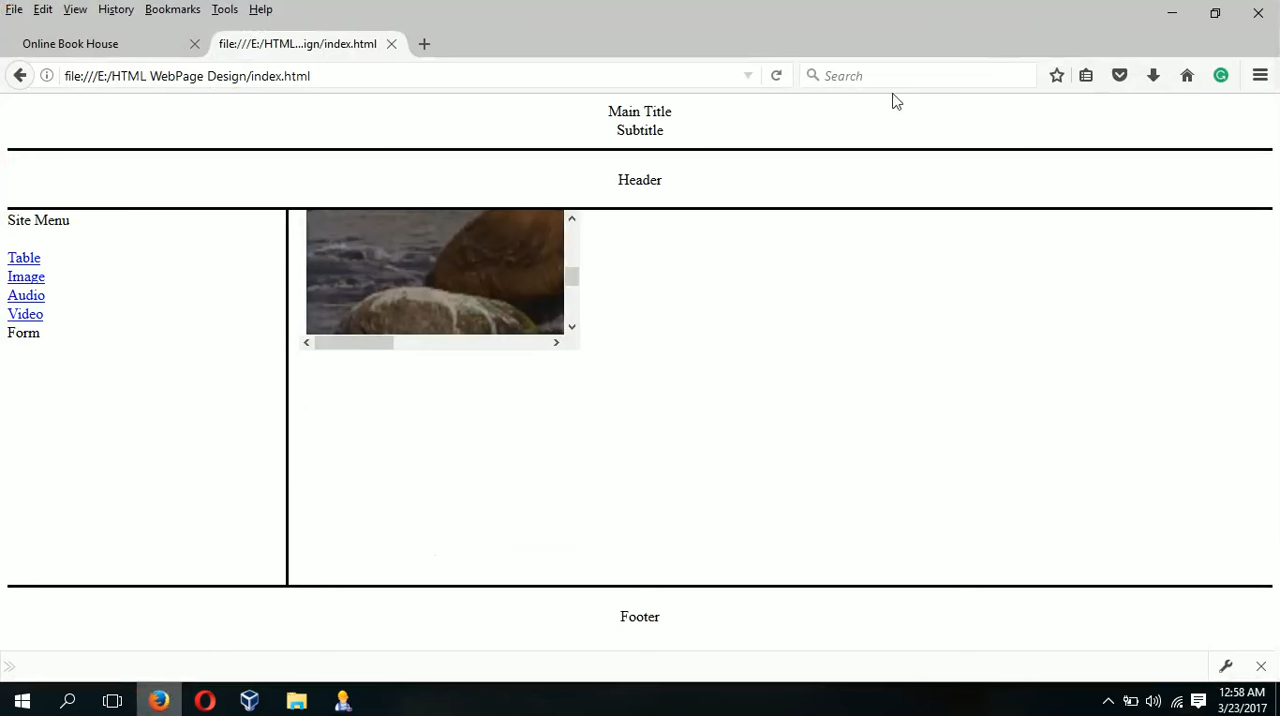 File Edit View History Bookmarks Tools Help
Online Book House
file:///E:/HTML...ign/index.html
file:///E:/HTML WebPage Design/index.html
Search
Main Title
Subtitle
Header
Site Menu
Table
Image
Audio
Video
Form
Footer
12:58 AM
3/23/2017